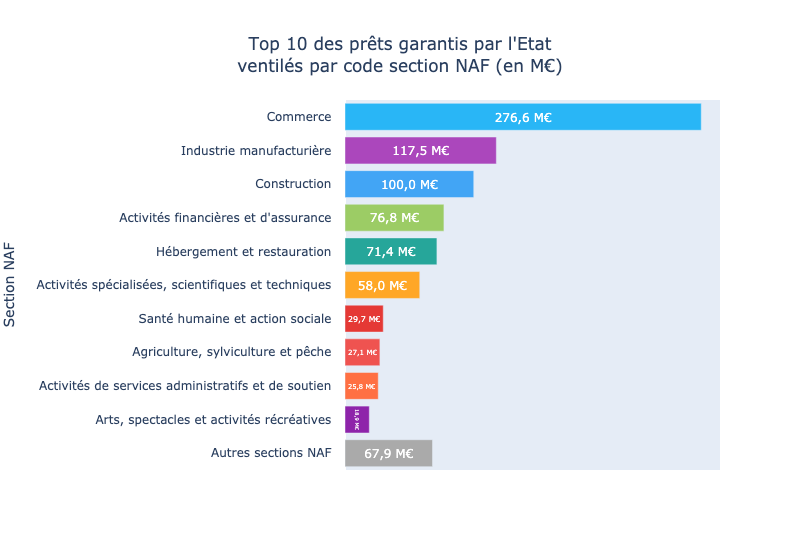 Top 10 des prêts garantis par l'Etat
ventilés par code section NAF (en M€)
Section NAF
Commerce 276,6 M€
Industrie manufacturière 117,5 M€
Construction 100,0 M€
Activités financières et d'assurance 76,8 M€
Hébergement et restauration 71,4 M€
Activités spécialisées, scientifiques et techniques 58,0 M€
Santé humaine et action sociale 29,7 M€
Agriculture, sylviculture et pêche 27,1 M€
Activités de services administratifs et de soutien 25,8 M€
Arts, spectacles et activités récréatives M€
Autres sections NAF 67,9 M€